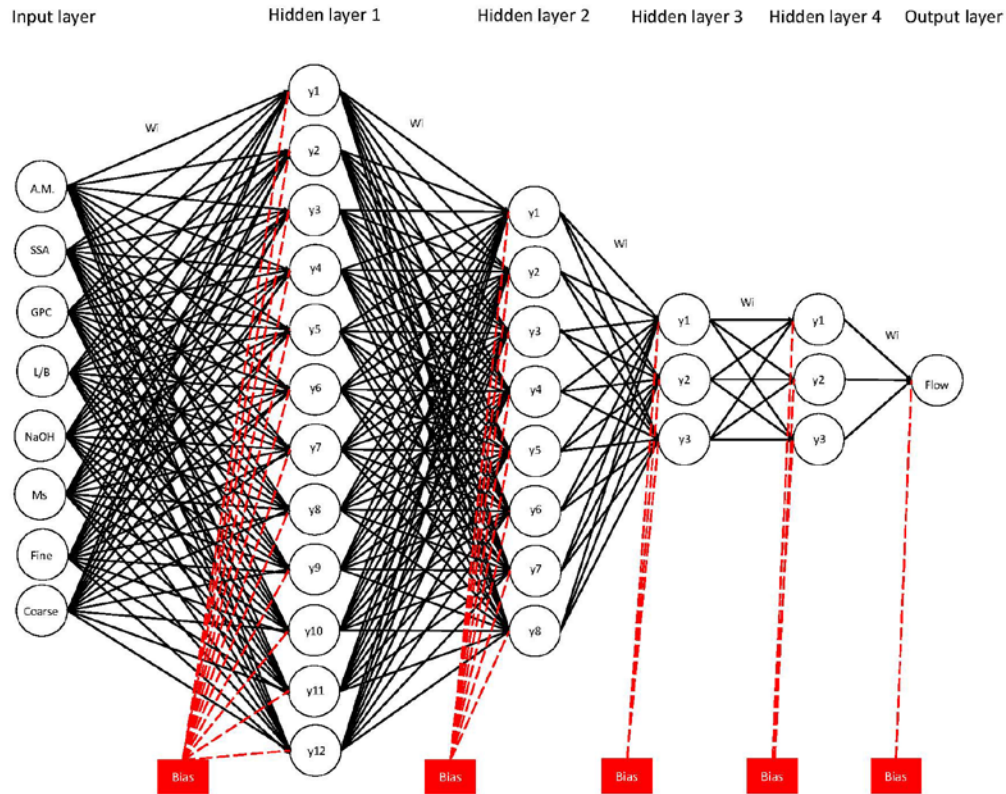 Input layer
Hidden layer 1
Hidden layer 2
Hidden layer 3
Hidden layer 4
Output layer
Wi
Wi
Wi
Wi
Wi
A.M.
SSA
GPC
L/B
NaOH
Ms
Fine
Coarse
y1
y2
y3
y4
y5
y6
y7
y8
y9
y10
y11
y12
y1
y2
y3
y4
y5
y6
y7
y8
y1
y2
y3
y1
y2
y3
Flow
Bias
Bias
Bias
Bias
Bias